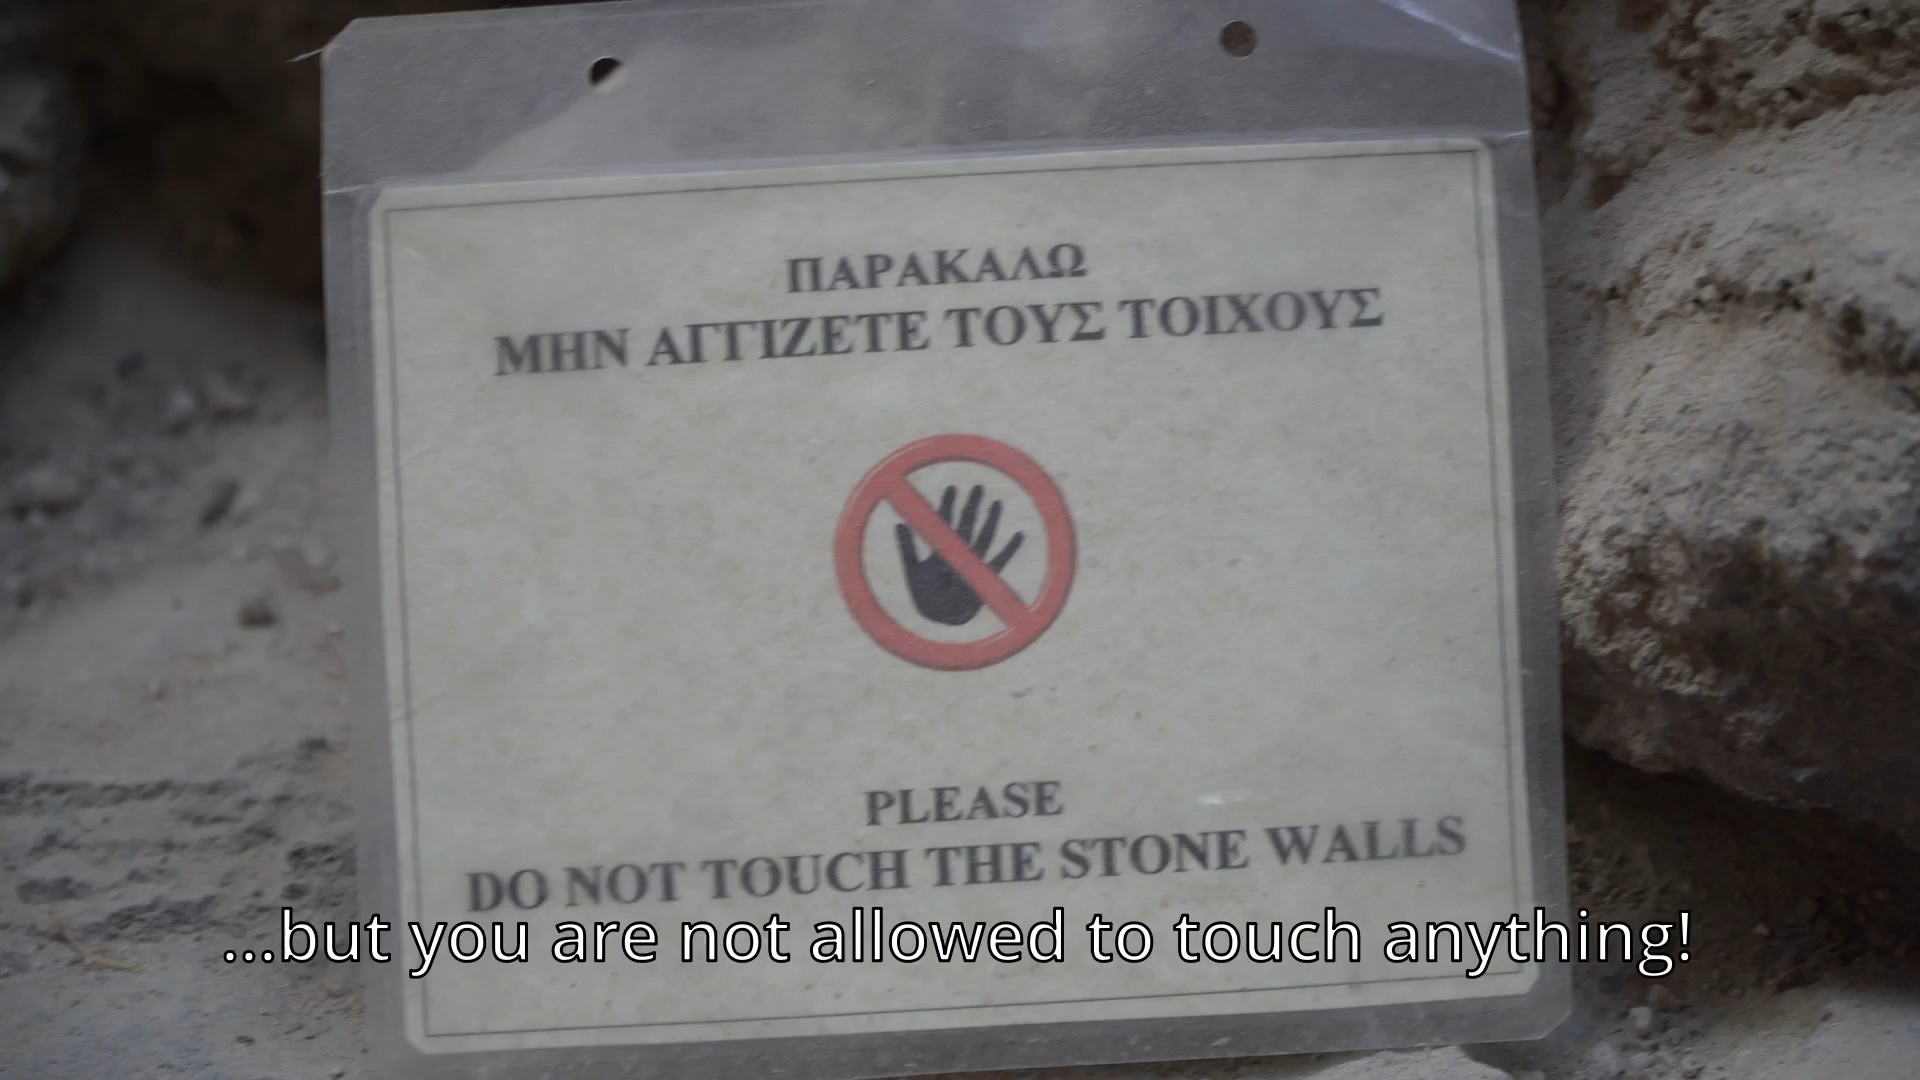 ΠΑΡΑΚΑΛΩ
ΜΗΝ ΑΓΓΙΖΕΤΕ ΤΟΥΣ ΤΟΙΧΟΥΣ
PLEASE
DO NOT TOUCH THE STONE WALLS
...but you are not allowed to touch anything!